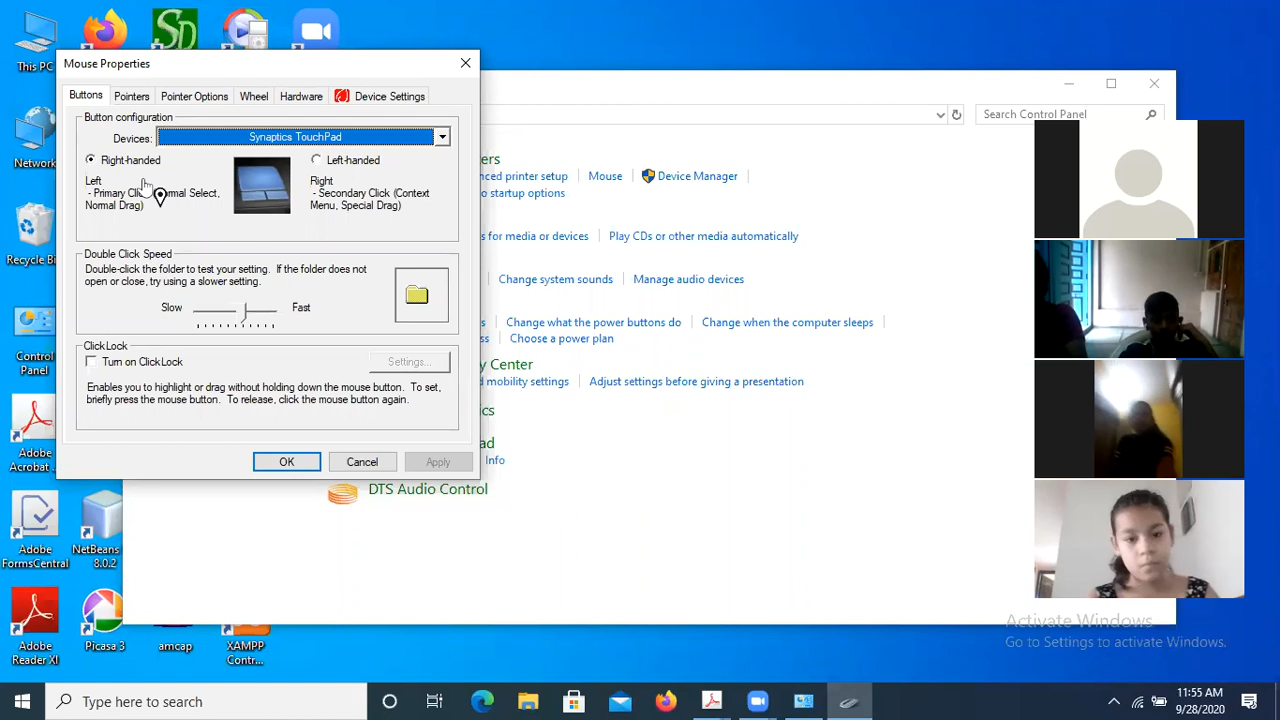 This PC
Mouse Properties
Buttons
Pointers
Pointer Options
Wheel
Hardware
Device Settings
Button configuration
Devices:
Synaptics TouchPad
Right-handed
Left-handed
Left
- Primary Normal Select,
Normal Drag)
Right
- Secondary Click (Context
Menu, Special Drag)
Double Click Speed
Double-click the folder to test your setting. If the folder does not
open or close, try using a slower setting.
Slow
Fast
ClickLock
Turn on ClickLock
Settings...
Enables you to highlight or drag without holding down the mouse button. To set,
briefly press the mouse button. To release, click the mouse button again.
OK
Cancel
Apply
Search Control Panel
printer setup
Mouse
Device Manager
startup options
for media or devices
Play CDs or other media automatically
Change system sounds
Manage audio devices
Change what the power buttons do
Change when the computer sleeps
Choose a power plan
Center
mobility settings
Adjust settings before giving a presentation
Info
DTS Audio Control
Network
Recycle Bi
Control
Panel
Adobe
Acrobat ...
Adobe
FormsCentral
NetBeans
8.0.2
Adobe
Reader XI
Picasa 3
amcap
XAMPP
Contr...
Activate Windows
Go to Settings to activate Windows.
Type here to search
11:55 AM
9/28/2020